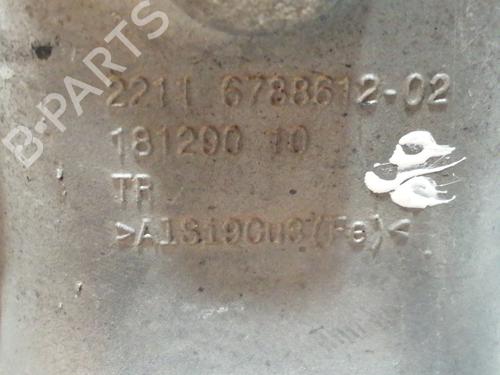 B-PARTS
2211 6788612-02
181290 10
TR
>AlSi9Cu3(Fe)<